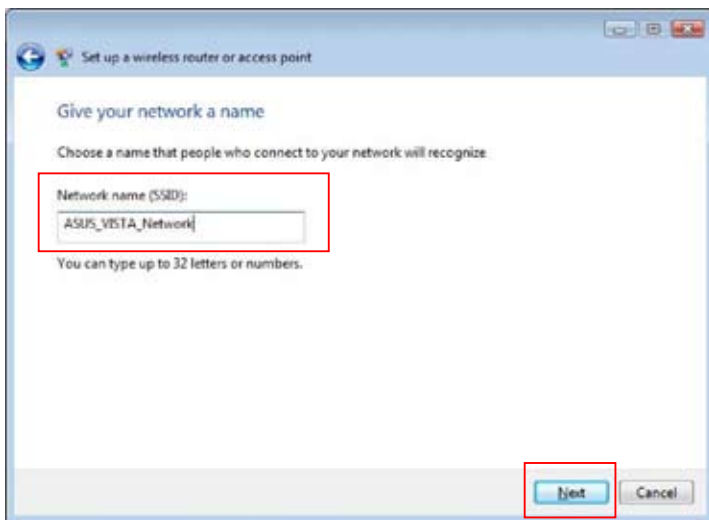 Set up a wireless router or access point
Give your network a name
Choose a name that people who connect to your network will recognize
Network name (SSID):
ASUS_VISTA_Network
You can type up to 32 letters or numbers.
Next Cancel